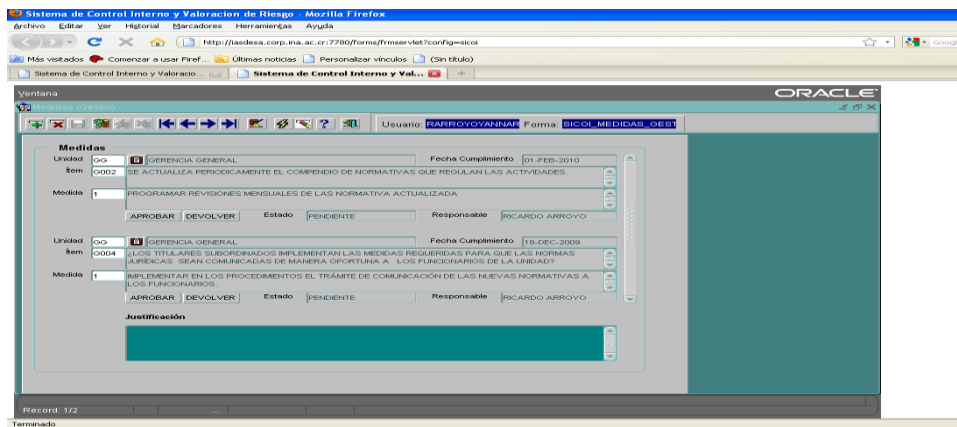 Sistema de Control Interno y Valoracion de Riesgo - Mozilla Firefox
Archivo Editar Ver Historial Marcadores Herramientas Ayuda
http://iasdesa.corp.ina.ac.cr:7780/forms/frmservlet?config=sicoi
Googl
Más visitados Comenzar a usar Firef... Últimas noticias Personalizar vínculos (Sin título)
Sistema de Control Interno y Valoracio... Sistema de Control Interno y Val...
Ventana ORACLE
Medidas (Gestor)
Usuario: RARROYOYANNAR Forma: SICOI_MEDIDAS_GEST
Medidas
Unidad GG GERENCIA GENERAL Fecha Cumplimiento 01-FEB-2010
Ítem G002 SE ACTUALIZA PERIODICAMENTE EL COMPENDIO DE NORMATIVAS QUE REGULAN LAS ACTIVIDADES.
Medida 1 PROGRAMAR REVISIONES MENSUALES DE LAS NORMATIVA ACTUALIZADA
APROBAR DEVOLVER Estado PENDIENTE Responsable RICARDO ARROYO
Unidad GG GERENCIA GENERAL Fecha Cumplimiento 18-DEC-2009
Ítem G004 ¿LOS TITULARES SUBORDINADOS IMPLEMENTAN LAS MEDIDAS REQUERIDAS PARA QUE LAS NORMAS
JURÍDICAS SEAN COMUNICADAS DE MANERA OPORTUNA A LOS FUNCIONARIOS DE LA UNIDAD?
Medida 1 IMPLEMENTAR EN LOS PROCEDIMENTOS EL TRÁMITE DE COMUNICACIÓN DE LAS NUEVAS NORMATIVAS A
LOS FUNCIONARIOS.
APROBAR DEVOLVER Estado PENDIENTE Responsable RICARDO ARROYO
Justificación
Record: 1/2 ...
Terminado